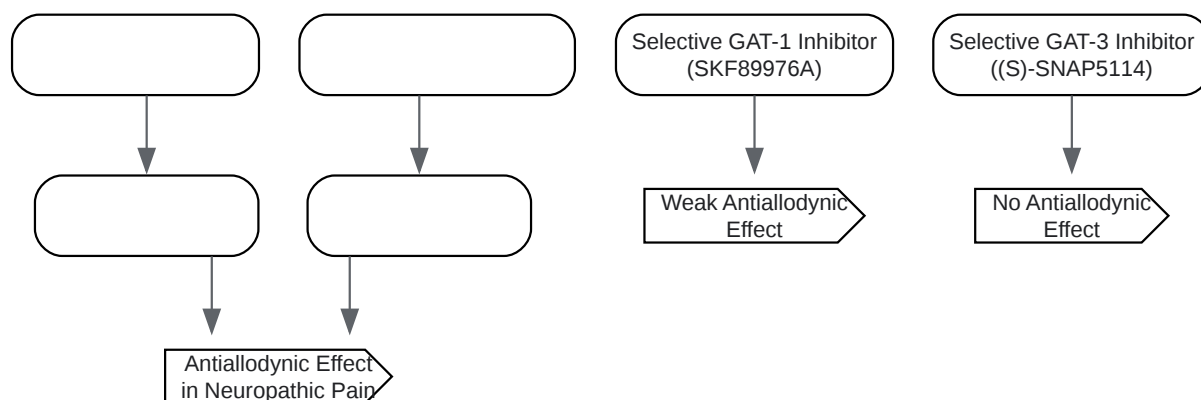 Selective GAT-1 Inhibitor
(SKF89976A)
Selective GAT-3 Inhibitor
((S)-SNAP5114)
Weak Antiallodynic
Effect
No Antiallodynic
Effect
Antiallodynic Effect
in Neuropathic Pain